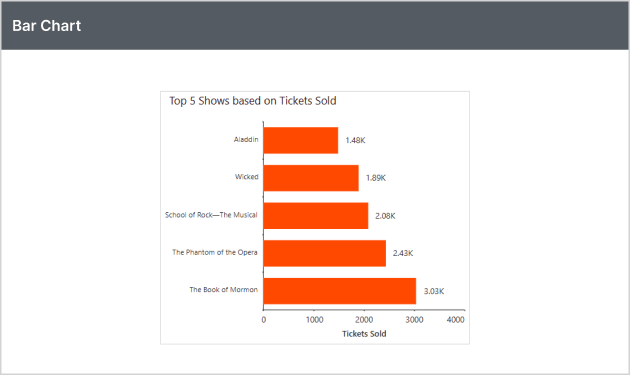 Bar Chart
Top 5 Shows based on Tickets Sold
Aladdin 1.48K
Wicked 1.89K
School of Rock—The Musical 2.08K
The Phantom of the Opera 2.43K
The Book of Mormon 3.03K
0 1000 2000 3000 4000
Tickets Sold